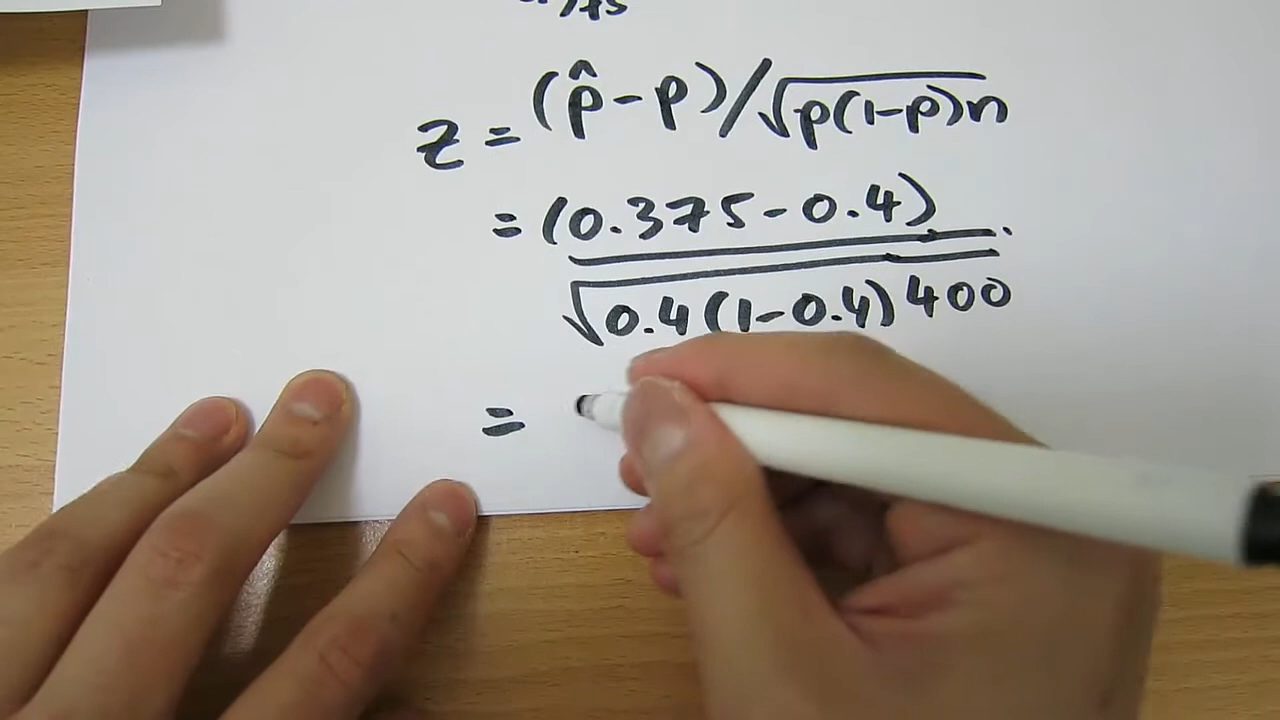 z = (p̂-p)/√p(1-p)n
= (0.375-0.4)
√0.4(1-0.4)400
=